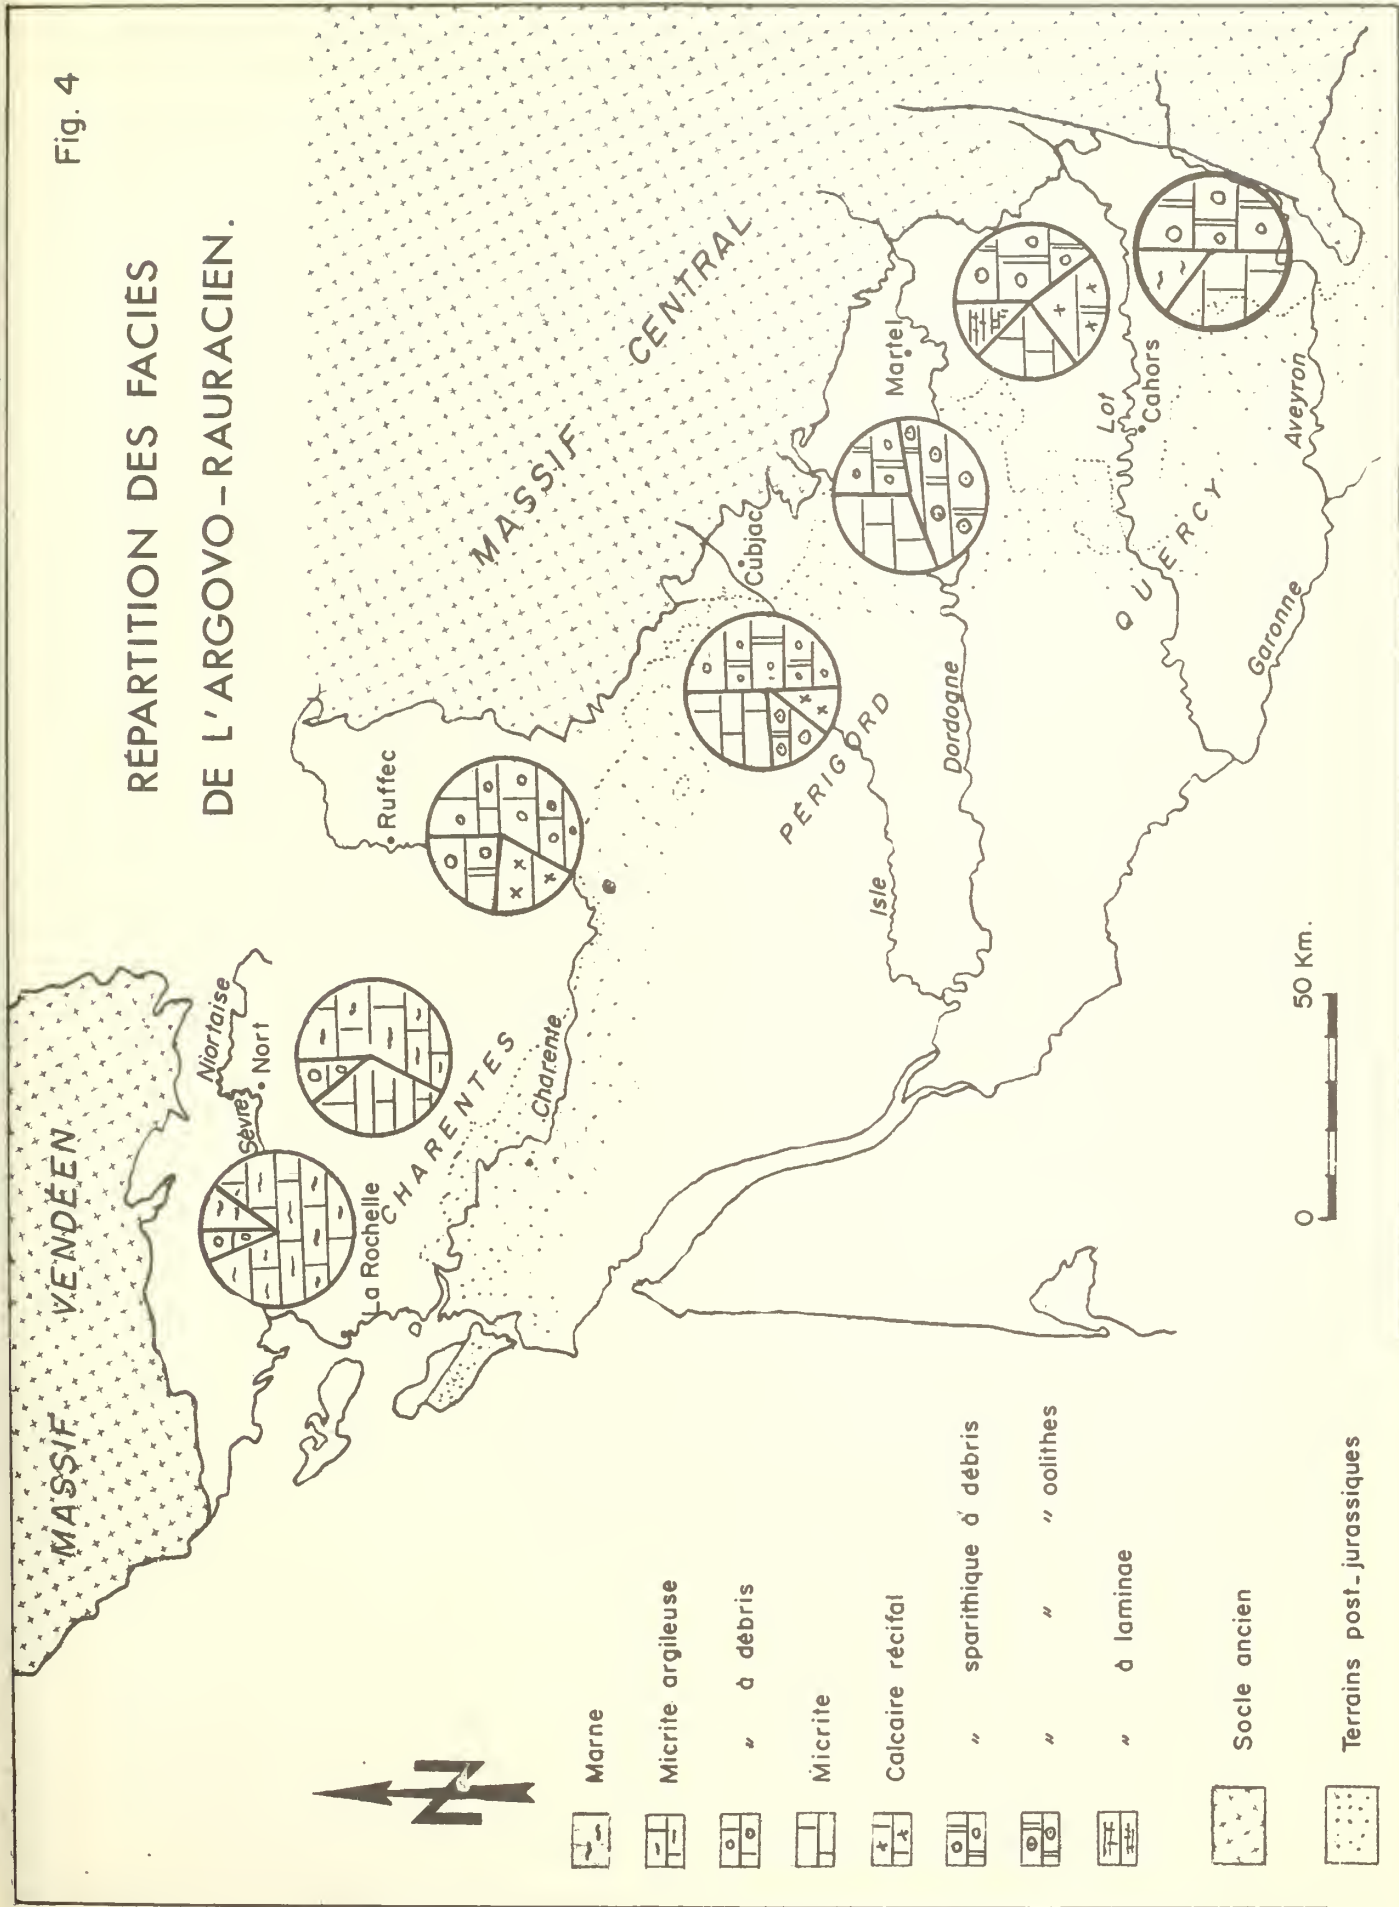 Fig. 4
RÉPARTITION DES FACIÈS
DE L'ARGOVO-RAURACIEN.
MASSIF VENDÉEN
MASSIF CENTRAL
Sèvre Niortaise
Niort
La Rochelle
CHARENTES
Charente
Ruffec
PÉRIGORD
Isle
Cubjac
Dordogne
Martel
QUERCY
Lot
Cahors
Aveyron
Garonne
0 50 Km.
N
Marne
Micrite argileuse
" à débris
Micrite
Calcaire récifal
" sparithique à débris
" " " oolithes
" à laminae
Socle ancien
Terrains post-jurassiques